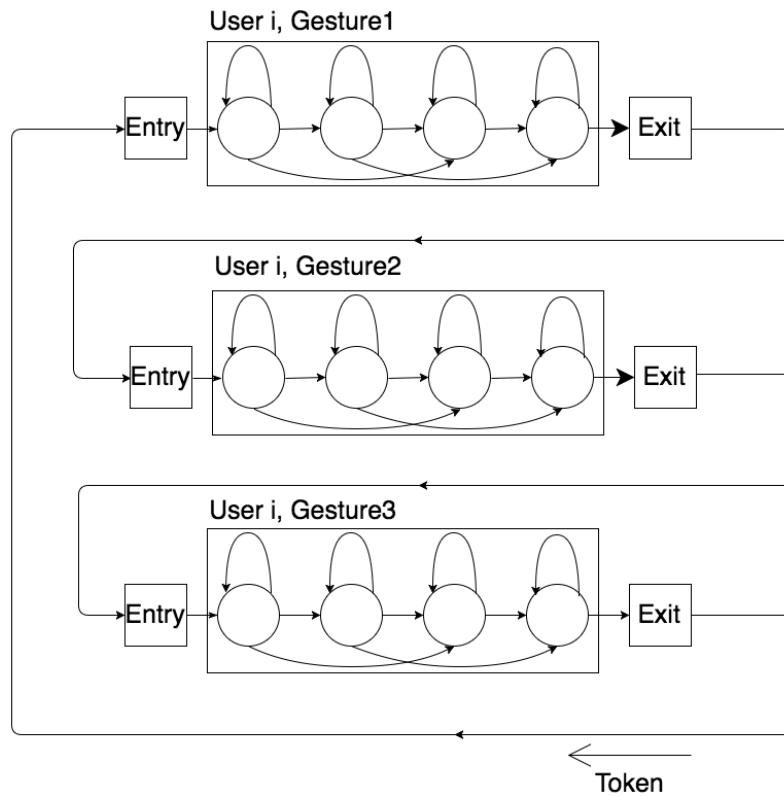 User i, Gesture1
Entry
Exit
User i, Gesture2
Entry
Exit
User i, Gesture3
Entry
Exit
Token